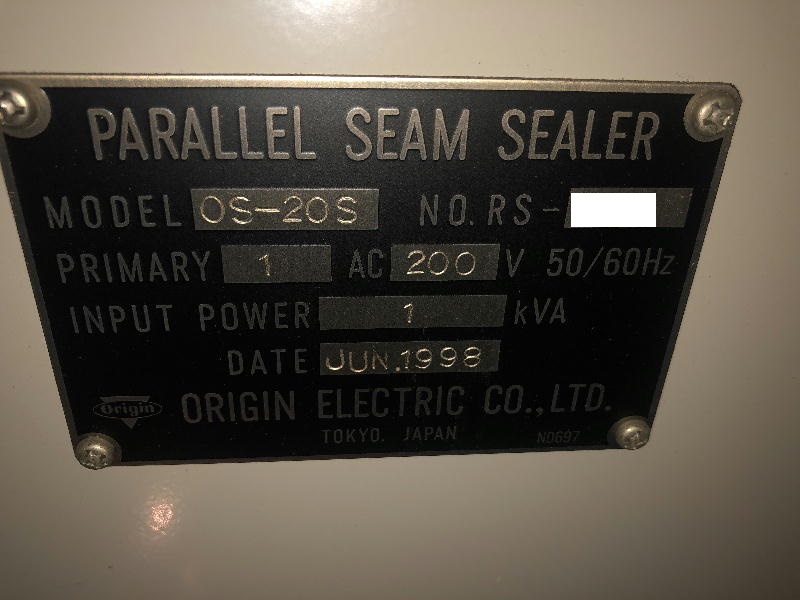 PARALLEL SEAM SEALER
MODEL OS-20S NO. RS-
PRIMARY 1 AC 200 V 50/60Hz
INPUT POWER 1 kVA
DATE JUN.1998
Origin ORIGIN ELECTRIC CO.,LTD.
TOKYO. JAPAN N0697